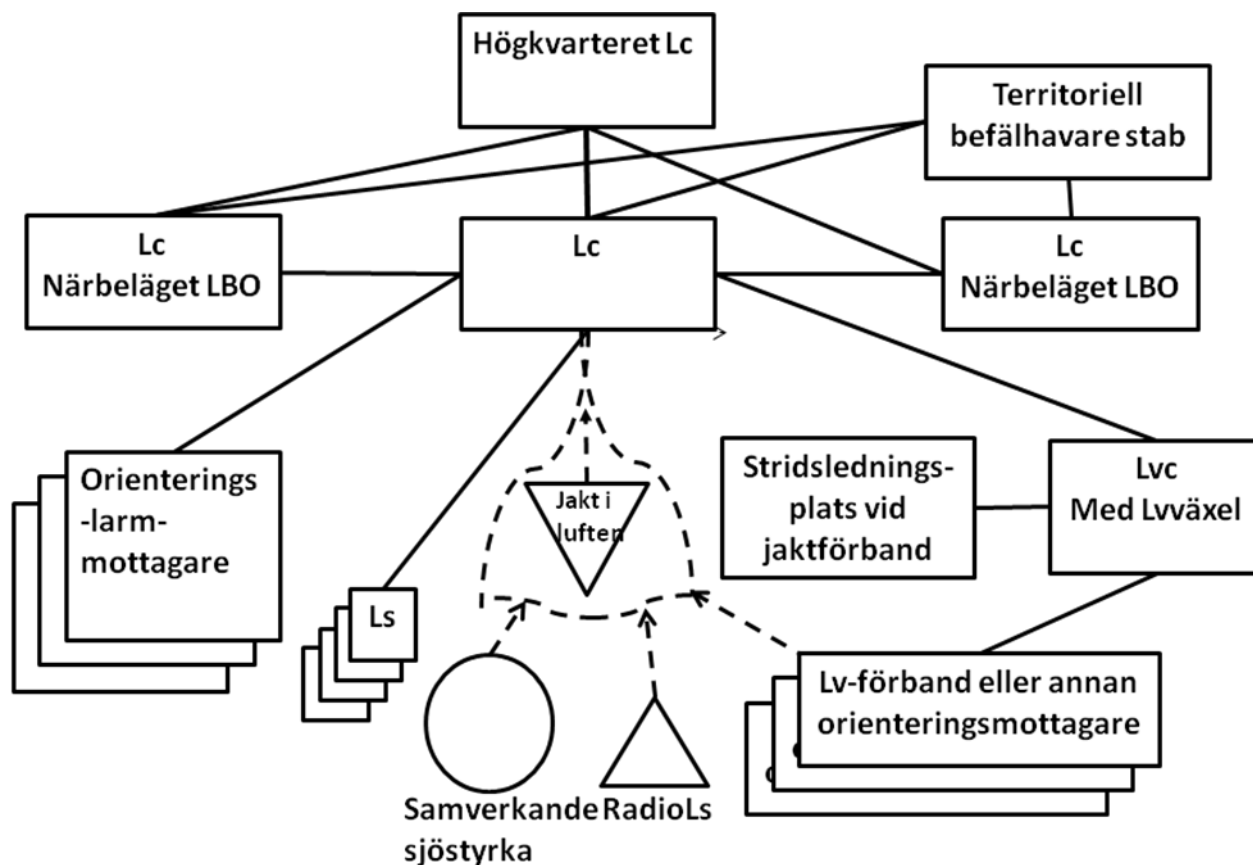 Högkvarteret Lc
Territoriell
befälhavare stab
Lc
Närbeläget LBO
Lc
Lc
Närbeläget LBO
Orienterings
-larm-
mottagare
Ls
Jakt i
luften
Stridslednings-
plats vid
jaktförband
Lvc
Med Lvväxel
Lv-förband eller annan
orienteringsmottagare
Samverkande
sjöstyrka
RadioLs